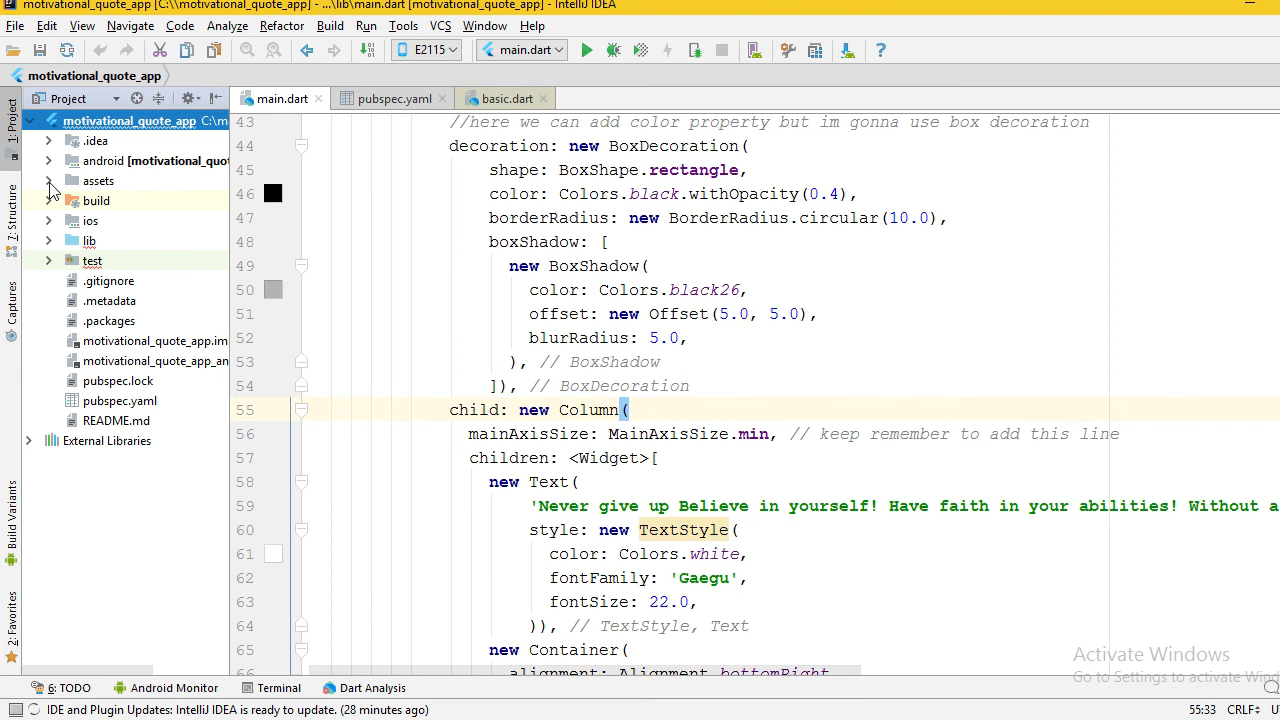 motivational_quote_app [C:\\motivational_quote_app] - ...\lib\main.dart [motivational_quote_app] - IntelliJ IDEA
File Edit View Navigate Code Analyze Refactor Build Run Tools VCS Window Help
E2115 main.dart
motivational_quote_app
Project main.dart pubspec.yaml basic.dart
1: Project
7: Structure
Captures
Build Variants
2: Favorites
motivational_quote_app C:\m
.idea
android [motivational_quot
assets
build
ios
lib
test
.gitignore
.metadata
.packages
motivational_quote_app.im
motivational_quote_app_an
pubspec.lock
pubspec.yaml
README.md
External Libraries
43 //here we can add color property but im gonna use box decoration
44 decoration: new BoxDecoration(
45 shape: BoxShape.rectangle,
46 color: Colors.black.withOpacity(0.4),
47 borderRadius: new BorderRadius.circular(10.0),
48 boxShadow: [
49 new BoxShadow(
50 color: Colors.black26,
51 offset: new Offset(5.0, 5.0),
52 blurRadius: 5.0,
53 ), // BoxShadow
54 ]), // BoxDecoration
55 child: new Column(
56 mainAxisSize: MainAxisSize.min, // keep remember to add this line
57 children: <Widget>[
58 new Text(
59 'Never give up Believe in yourself! Have faith in your abilities! Without a
60 style: new TextStyle(
61 color: Colors.white,
62 fontFamily: 'Gaegu',
63 fontSize: 22.0,
64 )), // TextStyle, Text
65 new Container(
66 alignment: Alignment.bottomRight
Activate Windows
Go to Settings to activate Win
6: TODO Android Monitor Terminal Dart Analysis
IDE and Plugin Updates: IntelliJ IDEA is ready to update. (28 minutes ago) 55:33 CRLF U